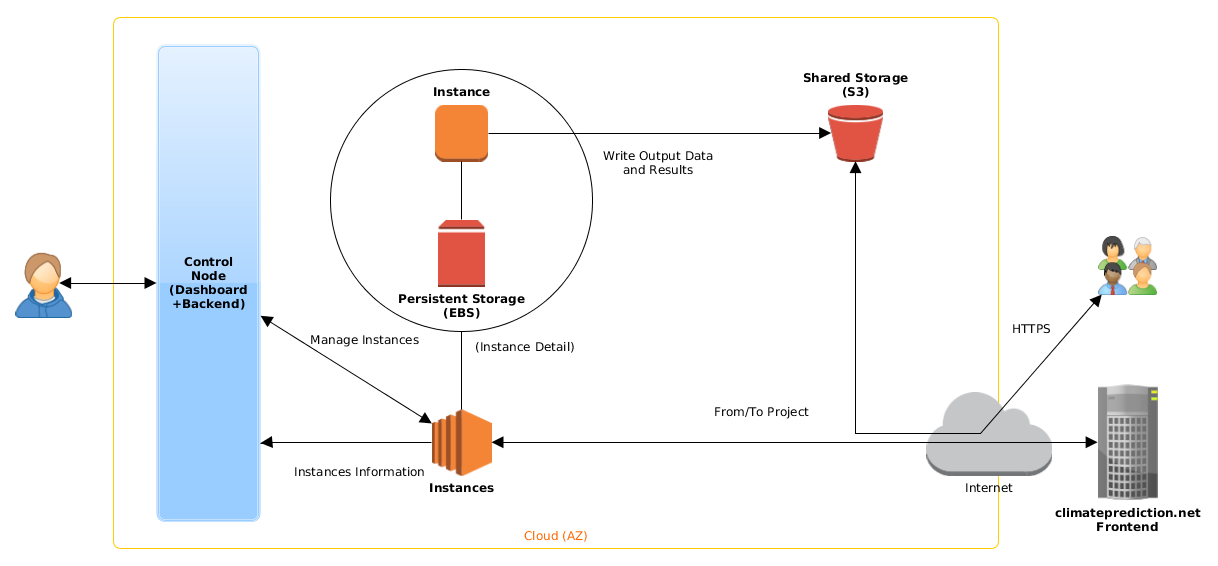 Instance
Shared Storage
(S3)
Write Output Data
and Results
Control
Node
(Dashboard
+Backend)
Persistent Storage
(EBS)
Manage Instances
(Instance Detail)
HTTPS
From/To Project
Instances Information
Instances
Internet
climateprediction.net
Frontend
Cloud (AZ)